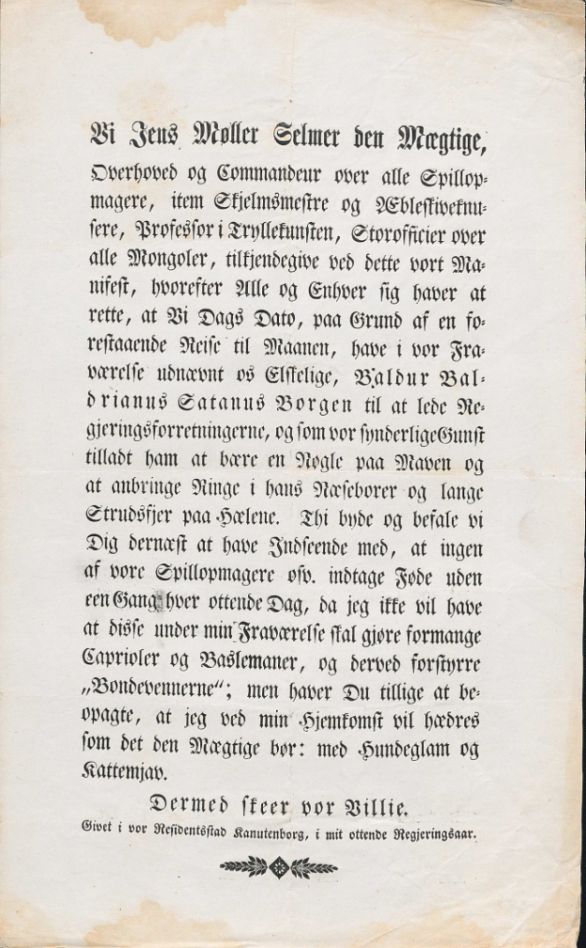 Vi Jens Møller Selmer den Mægtige,
Overhoved og Commandeur over alle Spillop-
magere, item Skjelmsmestre og Æbleskiveknu-
sere, Professor i Tryllekunsten, Storofficier over
alle Mongoler, tilkjendegive ved dette vort Ma-
nifest, hvorefter Alle og Enhver sig haver at
rette, at Vi Dags Dato, paa Grund af en fo-
restaaende Reise til Maanen, have i vor Fra-
værelse udnævnt os Elskelige, Valdur Bal-
drianus Satanus Borgen til at lede Re-
gjeringsforretningerne, og som vor synderlige Gunst
tilladt ham at bære en Nøgle paa Maven og
at anbringe Ringe i hans Næseborer og lange
Strudsfjer paa Hælene. Thi byde og befale vi
Dig dernæst at have Indseende med, at ingen
af vore Spillopmagere osv. indtage Føde uden
een Gang hver ottende Dag, da jeg ikke vil have
at disse under min Fraværelse skal gjøre formange
Caprioler og Baslemaner, og derved forstyrre
„Bondevennerne“; men haver Du tillige at be-
opagte, at jeg ved min Hjemkomst vil hædres
som det den Mægtige bør: med Hundeglam og
Kattemjav.
Dermed skeer vor Villie.
Givet i vor Residentsstad Kanutenborg, i mit ottende Regjeringsaar.